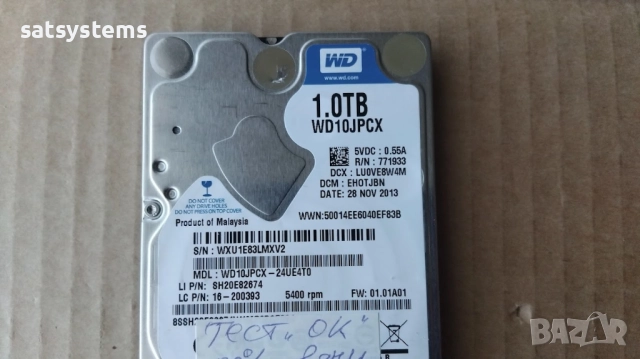 satsystems
WD
www.wd.com
1.0TB
WD10JPCX
5VDC : 0.55A
R/N : 771933
DCX : LU0VE8W4M
DCM : EHOTJBN
DATE: 28 NOV 2013
DO NOT COVER
ANY DRIVE HOLES
DO NOT PRESS ON TOP COVER
WWN:50014EE6040EF83B
Product of Malaysia
S/N : WXU1E83LMXV2
MDL : WD10JPCX-24UE4T0
LI P/N: SH20E82674
LC P/N: 16-200393 5400 rpm FW: 01.01A01
Тест „OK"
BAZAR